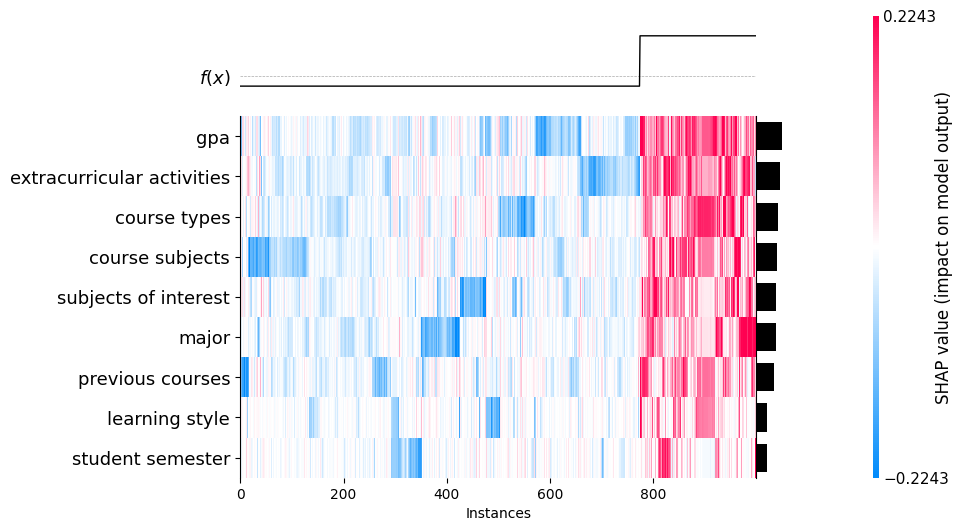 0.2243
f(x)
gpa
extracurricular activities
course types
course subjects
subjects of interest
major
previous courses
learning style
student semester
0 200 400 600 800
Instances
−0.2243
SHAP value (impact on model output)